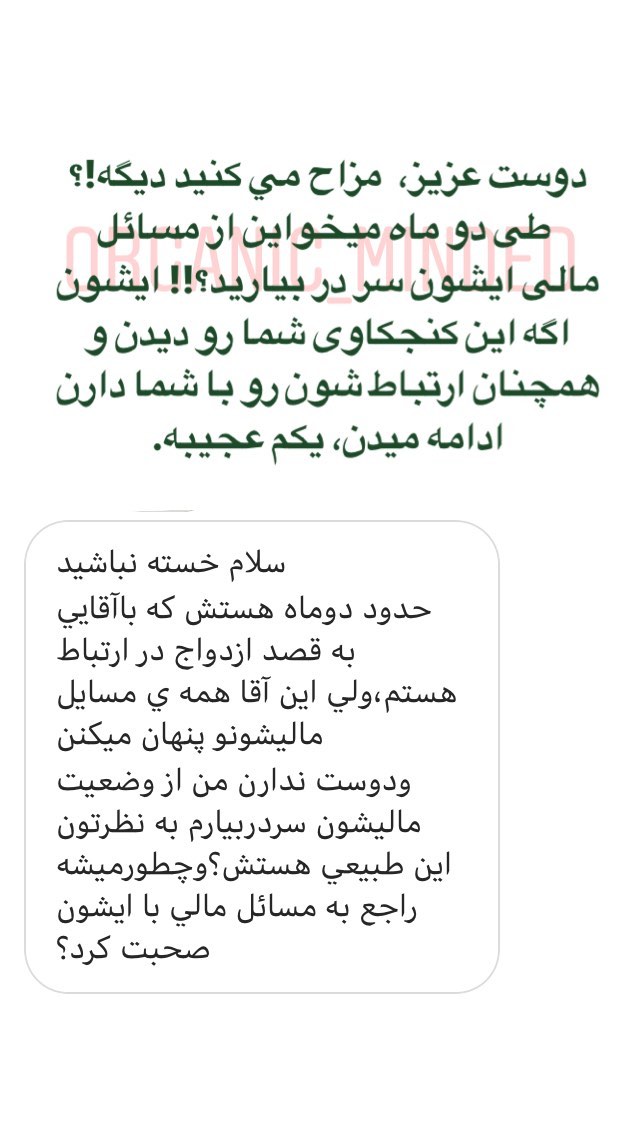 دوست عزیز، مزاح مي کنید دیگه!؟
طی دو ماه میخواین از مسائل
ORGANIC_MINDED
مالی ایشون سر در بیارید؟!! ایشون
اگه این کنجکاوی شما رو دیدن و
همچنان ارتباط شون رو با شما دارن
ادامه میدن، یکم عجیبه.
سلام خسته نباشید
حدود دوماه هستش که باآقایي
به قصد ازدواج در ارتباط
هستم،ولي این آقا همه ي مسایل
مالیشونو پنهان میکنن
ودوست ندارن من از وضعیت
مالیشون سردربیارم به نظرتون
این طبیعي هستش؟وچطورمیشه
راجع به مسائل مالي با ایشون
صحبت کرد؟